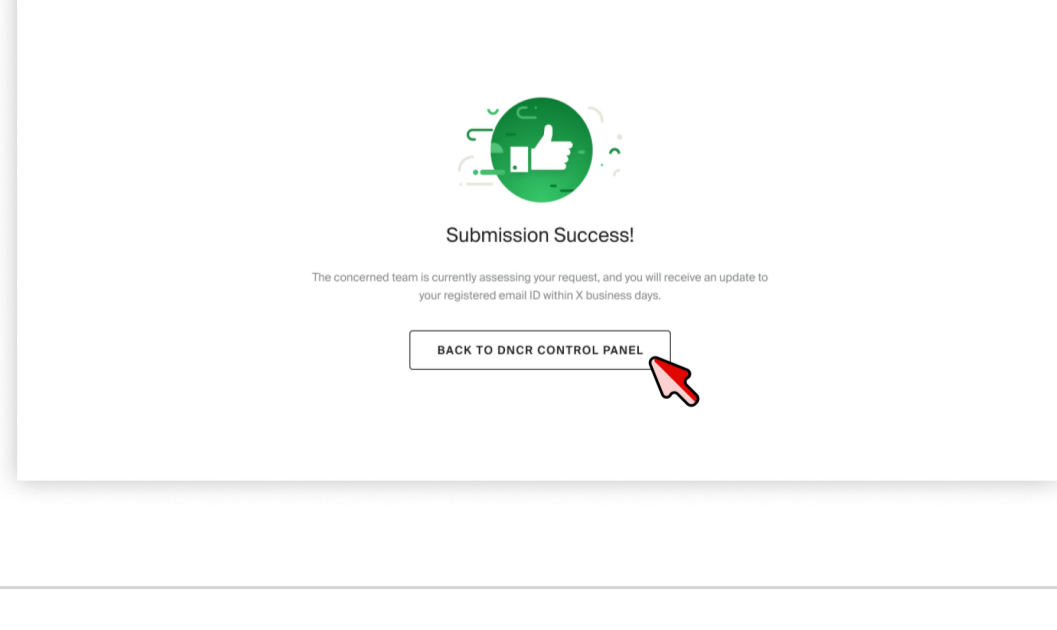 Submission Success!
The concerned team is currently assessing your request, and you will receive an update to
your registered email ID within X business days.
BACK TO DNCR CONTROL PANEL